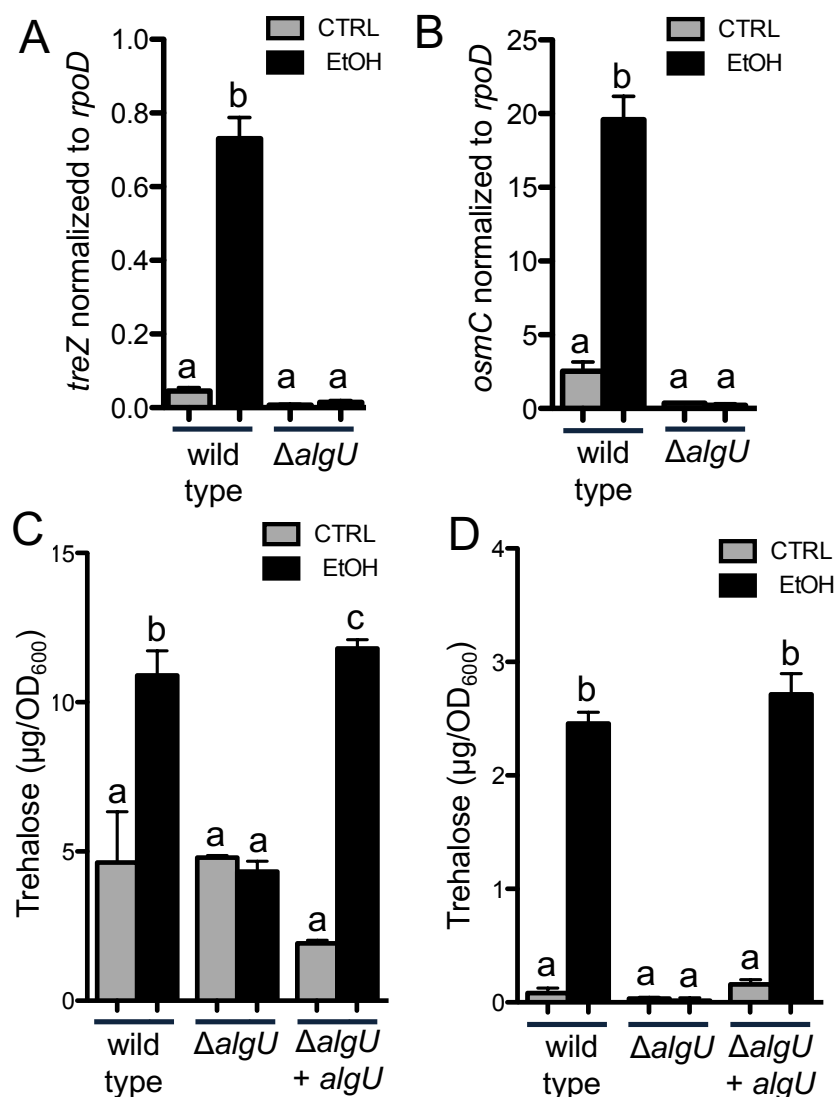 A
CTRL
EtOH
treZ normalizedd to rpoD
1.0
0.8
0.6
0.4
0.2
0.0
a
b
a
a
wild
type
ΔalgU
B
CTRL
EtOH
osmC normalized to rpoD
25
20
15
10
5
0
a
b
a
a
wild
type
ΔalgU
C
CTRL
EtOH
Trehalose (µg/OD600)
15
10
5
0
a
b
a
a
a
c
wild
type
ΔalgU
ΔalgU
+ algU
D
CTRL
EtOH
Trehalose (µg/OD600)
4
3
2
1
0
a
b
a
a
a
b
wild
type
ΔalgU
ΔalgU
+ algU